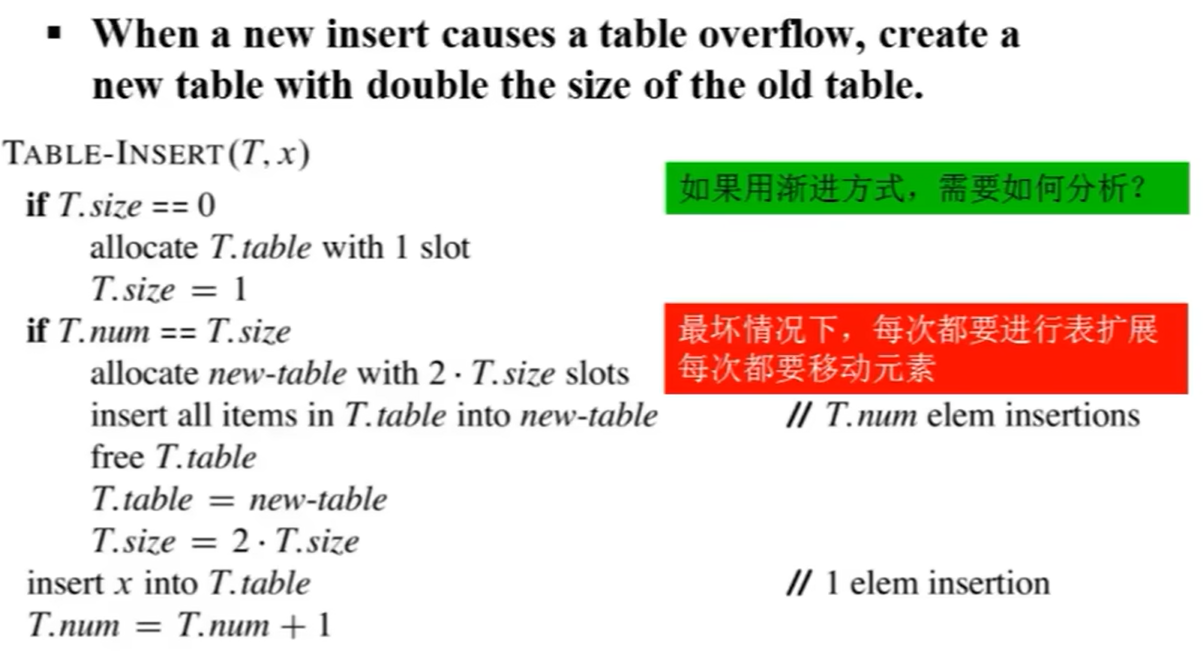 ▪ When a new insert causes a table overflow, create a
new table with double the size of the old table.
TABLE-INSERT(T, x)
如果用渐进方式，需要如何分析？
if T.size == 0
allocate T.table with 1 slot
T.size = 1
if T.num == T.size
最坏情况下，每次都要进行表扩展
每次都要移动元素
allocate new-table with 2 · T.size slots
insert all items in T.table into new-table // T.num elem insertions
free T.table
T.table = new-table
T.size = 2 · T.size
insert x into T.table // 1 elem insertion
T.num = T.num + 1